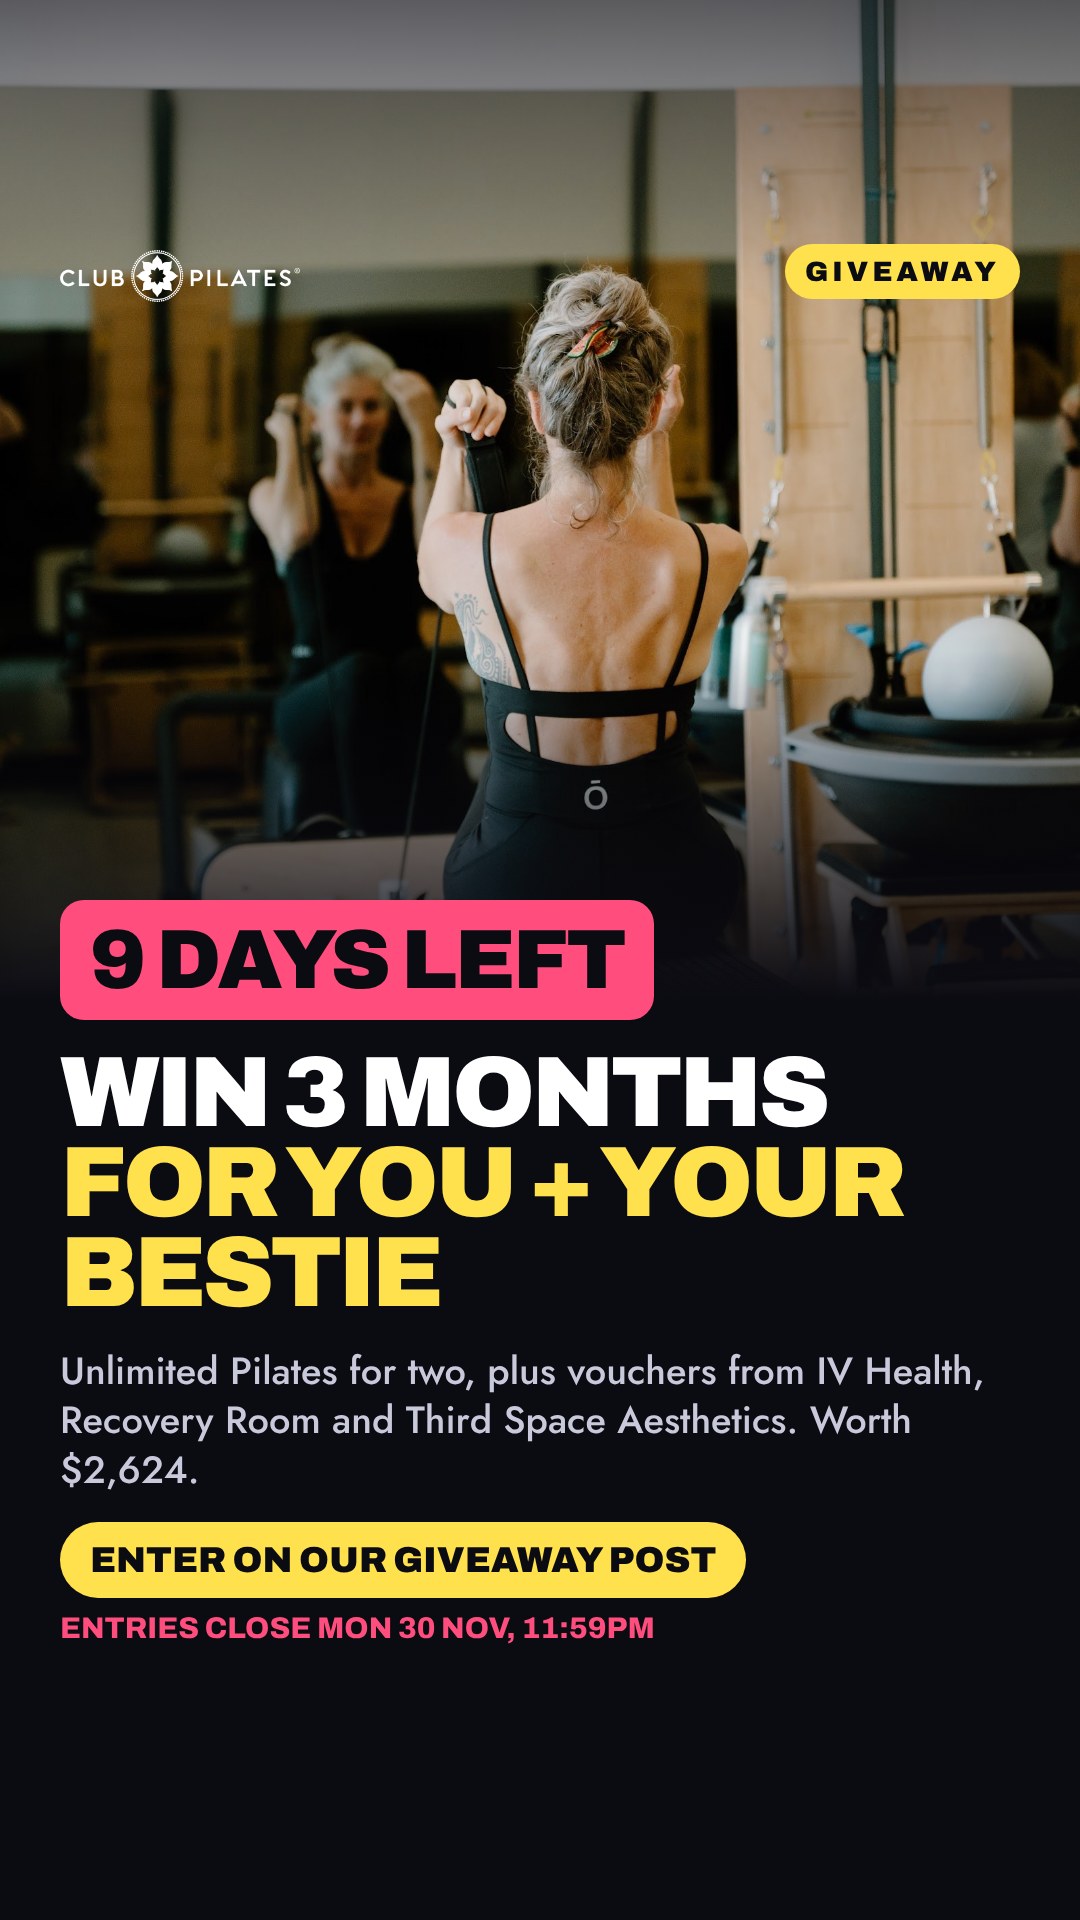 CLUB PILATES®
GIVEAWAY
Ō
9 DAYS LEFT
WIN 3 MONTHS
FOR YOU + YOUR
BESTIE
Unlimited Pilates for two, plus vouchers from IV Health,
Recovery Room and Third Space Aesthetics. Worth
$2,624.
ENTER ON OUR GIVEAWAY POST
ENTRIES CLOSE MON 30 NOV, 11:59PM